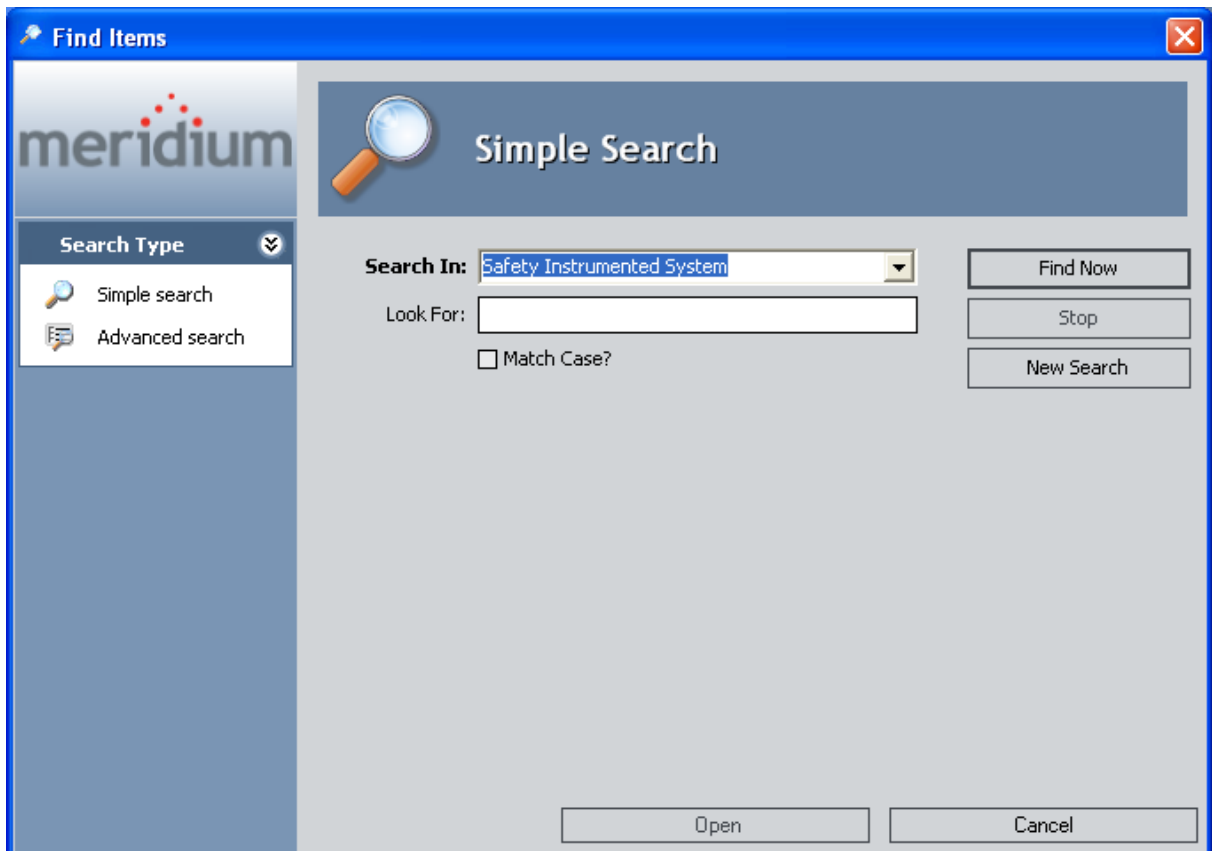 Find Items
meridium
Simple Search
Search Type
Simple search
Advanced search
Search In: Safety Instrumented System
Find Now
Look For:
Stop
Match Case?
New Search
Open
Cancel